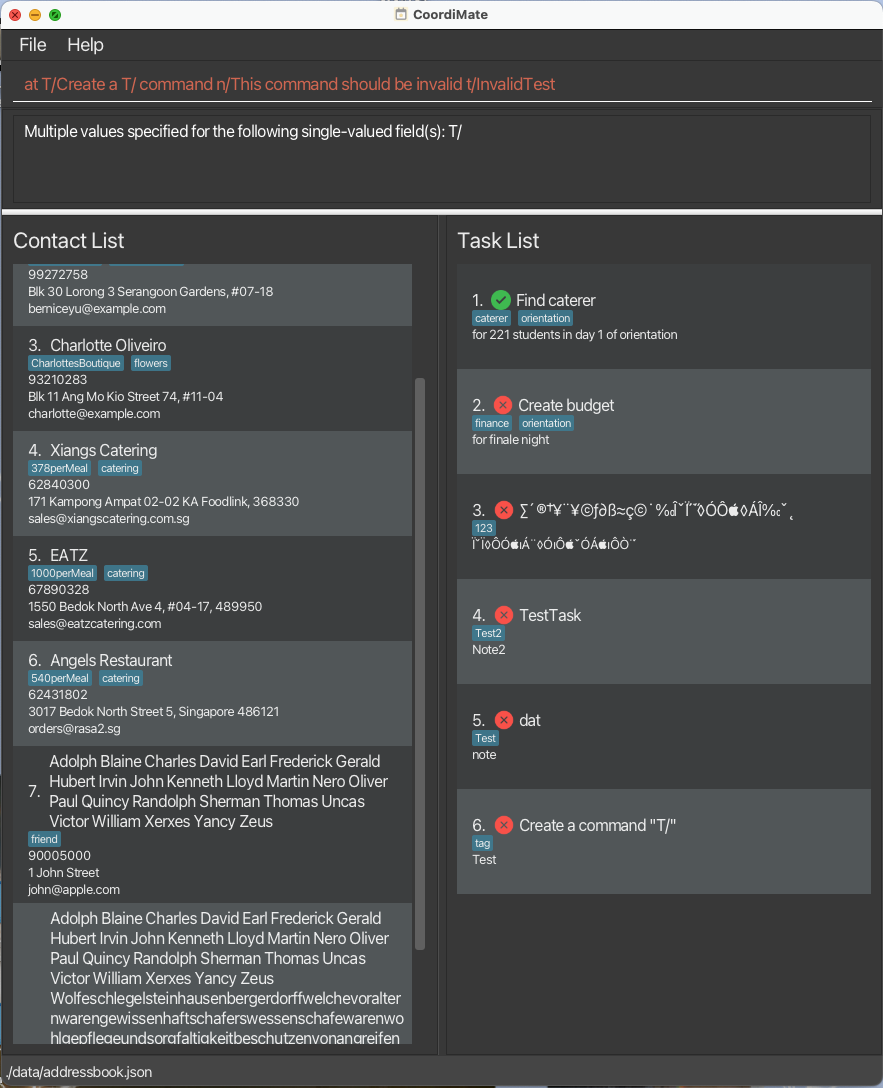 CoordiMate
File Help
at T/Create a T/ command n/This command should be invalid t/InvalidTest
Multiple values specified for the following single-valued field(s): T/
Contact List
99272758
Blk 30 Lorong 3 Serangoon Gardens, #07-18
berniceyu@example.com
3. Charlotte Oliveiro
CharlottesBoutique flowers
93210283
Blk 11 Ang Mo Kio Street 74, #11-04
charlotte@example.com
4. Xiangs Catering
378perMeal catering
62840300
171 Kampong Ampat 02-02 KA Foodlink, 368330
sales@xiangscatering.com.sg
5. EATZ
1000perMeal catering
67890328
1550 Bedok North Ave 4, #04-17, 489950
sales@eatzcatering.com
6. Angels Restaurant
540perMeal catering
62431802
3017 Bedok North Street 5, Singapore 486121
orders@rasa2.sg
7. Adolph Blaine Charles David Earl Frederick Gerald
Hubert Irvin John Kenneth Lloyd Martin Nero Oliver
Paul Quincy Randolph Sherman Thomas Uncas
Victor William Xerxes Yancy Zeus
friend
90005000
1 John Street
john@apple.com
Adolph Blaine Charles David Earl Frederick Gerald
Hubert Irvin John Kenneth Lloyd Martin Nero Oliver
Paul Quincy Randolph Sherman Thomas Uncas
Victor William Xerxes Yancy Zeus
Wolfeschlegelsteinhausenbergerdorffwelchevoralter
nwarengewissenhaftschaferswessenschafewarenwo
hlgepflegeundsorgfaltigkeitbeschutzenvonangreifen
Task List
1. Find caterer
caterer orientation
for 221 students in day 1 of orientation
2. Create budget
finance orientation
for finale night
3.
123
4. TestTask
Test2
Note2
5. dat
Test
note
6. Create a command "T/"
tag
Test
./data/addressbook.json